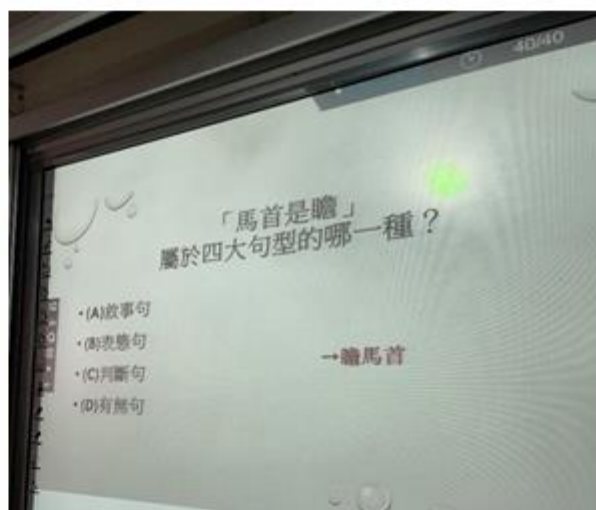 40/40
「馬首是瞻」
屬於四大句型的哪一種？
•(A)敘事句
•(B)表態句
•(C)判斷句
•(D)有無句
→瞻馬首